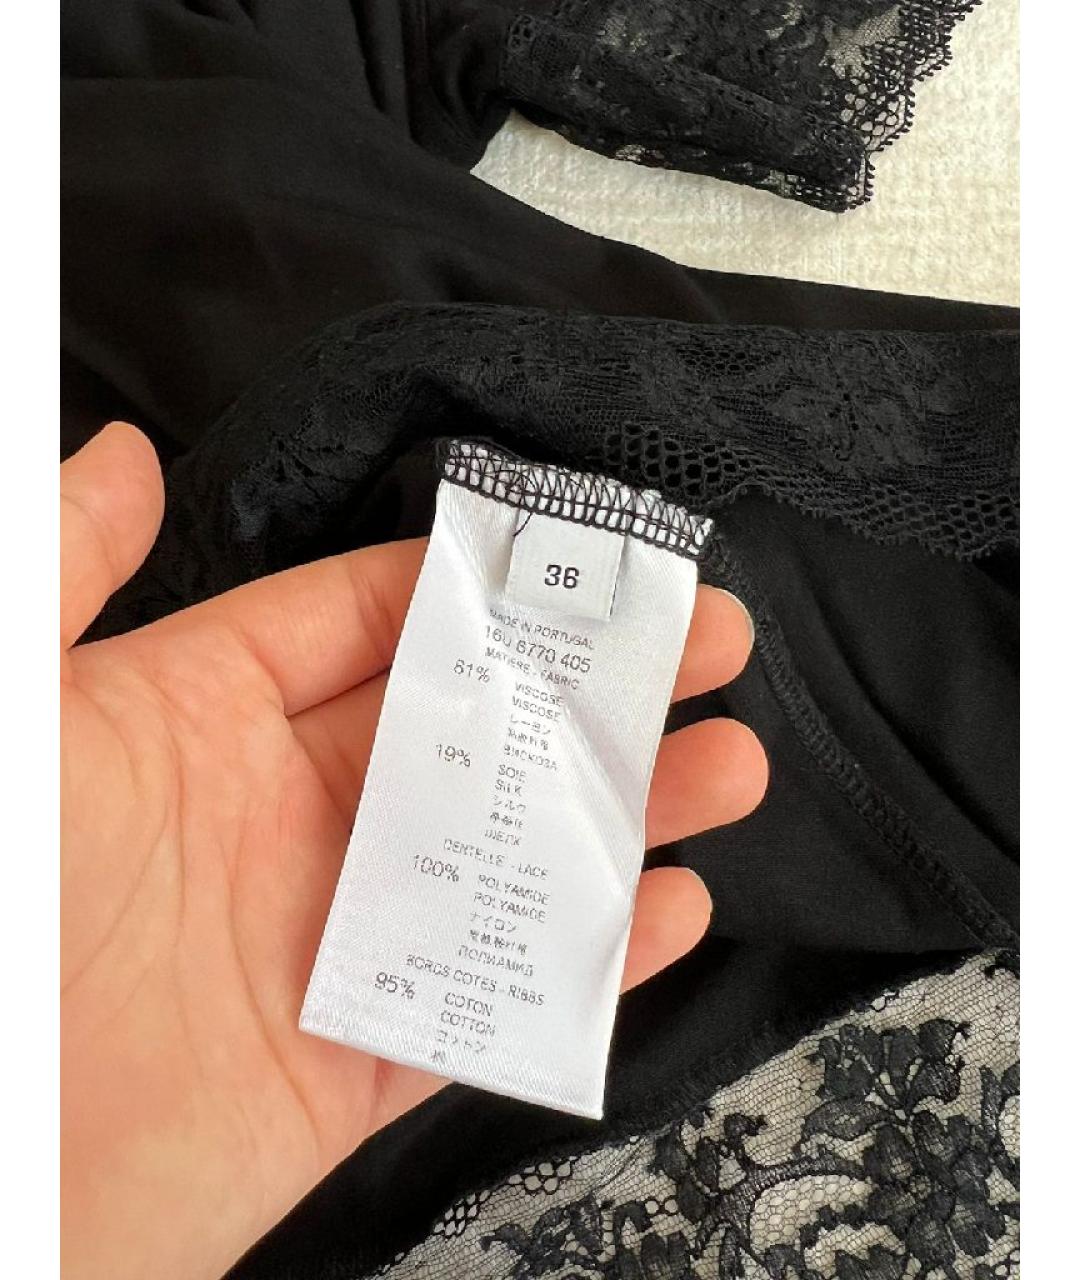 36
MADE IN PORTUGAL
16U 6770 405
MATIERE - FABRIC
81% VISCOSE
VISCOSE
レーヨン
ВИСКОЗА
19% SOIE
SILK
シルク
ШЕЛК
DENTELLE - LACE
100% POLYAMIDE
POLYAMIDE
ナイロン
ПОЛИАМИД
BORDS COTES - RIBBS
95% COTON
COTTON
コットン
棉